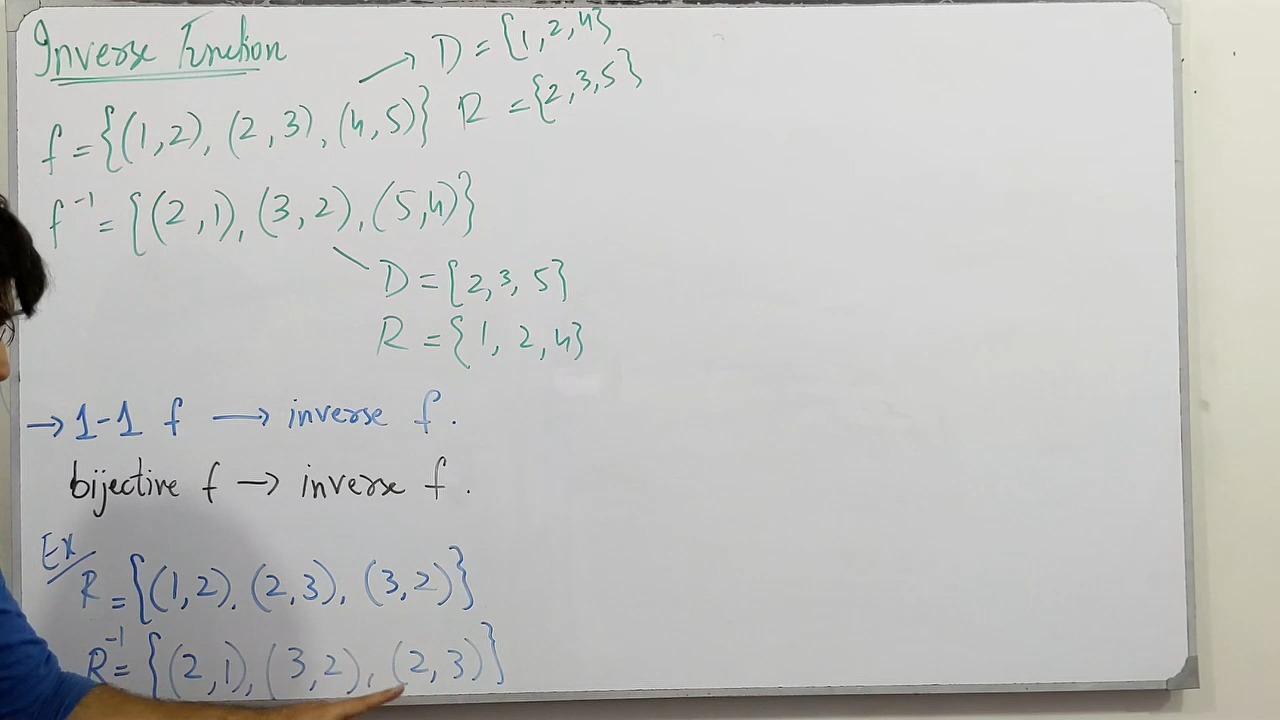 Inverse Function
→ D = {1, 2, 4}
f = {(1,2), (2,3), (4,5)} R = {2,3,5}
f⁻¹ = {(2,1), (3,2), (5,4)}
D = {2,3,5}
R = {1, 2, 4}
→ 1-1 f → inverse f.
bijective f → inverse f.
Ex
R = {(1,2), (2,3), (3,2)}
R⁻¹ = {(2,1), (3,2), (2,3)}